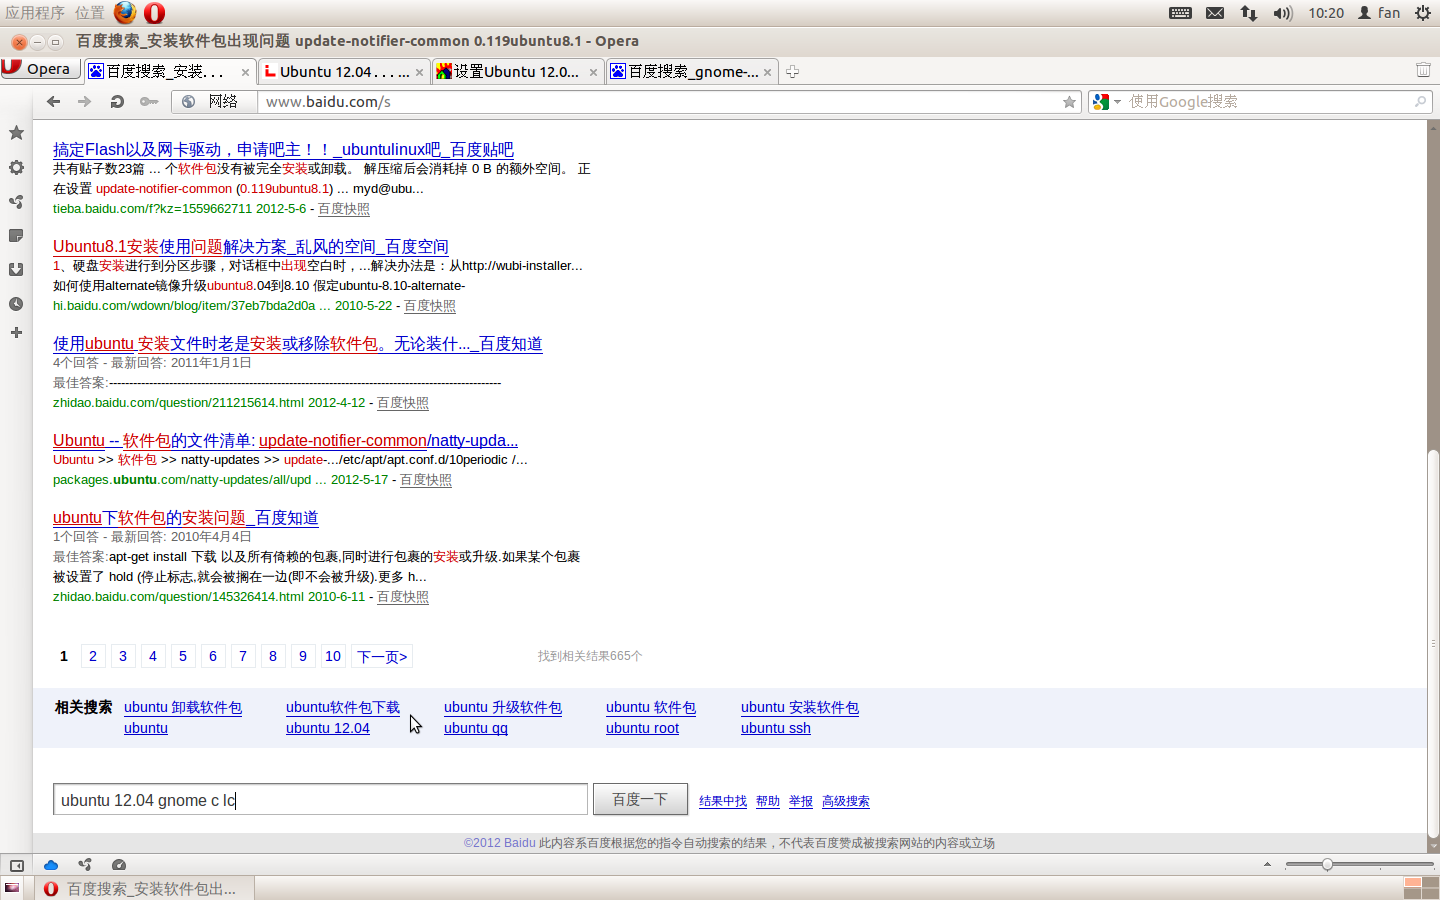 应用程序 位置 10:20 fan
百度搜索_安装软件包出现问题 update-notifier-common 0.119ubuntu8.1 - Opera
Opera 百度搜索_安装... Ubuntu 12.04...... 设置Ubuntu 12.0... 百度搜索_gnome-...
网络 www.baidu.com/s 使用Google搜索
搞定Flash以及网卡驱动，申请吧主！！_ubuntulinux吧_百度贴吧
共有贴子数23篇 ... 个软件包没有被完全安装或卸载。 解压缩后会消耗掉 0 B 的额外空间。 正
在设置 update-notifier-common (0.119ubuntu8.1) ... myd@ubu...
tieba.baidu.com/f?kz=1559662711 2012-5-6 - 百度快照
Ubuntu8.1安装使用问题解决方案_乱风的空间_百度空间
1、硬盘安装进行到分区步骤，对话框中出现空白时，...解决办法是：从http://wubi-installer...
如何使用alternate镜像升级ubuntu8.04到8.10 假定ubuntu-8.10-alternate-
hi.baidu.com/wdown/blog/item/37eb7bda2d0a ... 2010-5-22 - 百度快照
使用ubuntu 安装文件时老是安装或移除软件包。无论装什..._百度知道
4个回答 - 最新回答: 2011年1月1日
最佳答案:--------------------------------------------------------------------------------------------------
zhidao.baidu.com/question/211215614.html 2012-4-12 - 百度快照
Ubuntu -- 软件包的文件清单: update-notifier-common/natty-upda...
Ubuntu >> 软件包 >> natty-updates >> update-.../etc/apt/apt.conf.d/10periodic /...
packages.ubuntu.com/natty-updates/all/upd ... 2012-5-17 - 百度快照
ubuntu下软件包的安装问题_百度知道
1个回答 - 最新回答: 2010年4月4日
最佳答案:apt-get install 下载 以及所有倚赖的包裹,同时进行包裹的安装或升级.如果某个包裹
被设置了 hold (停止标志,就会被搁在一边(即不会被升级).更多 h...
zhidao.baidu.com/question/145326414.html 2010-6-11 - 百度快照
1 2 3 4 5 6 7 8 9 10 下一页> 找到相关结果665个
相关搜索 ubuntu 卸载软件包 ubuntu软件包下载 ubuntu 升级软件包 ubuntu 软件包 ubuntu 安装软件包
ubuntu ubuntu 12.04 ubuntu qq ubuntu root ubuntu ssh
ubuntu 12.04 gnome c lc 百度一下 结果中找 帮助 举报 高级搜索
©2012 Baidu 此内容系百度根据您的指令自动搜索的结果，不代表百度赞成被搜索网站的内容或立场
百度搜索_安装软件包出...